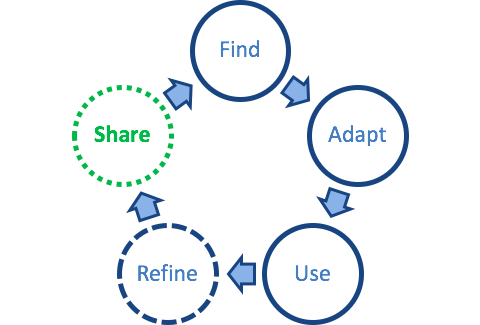 Find
Adapt
Use
Refine
Share